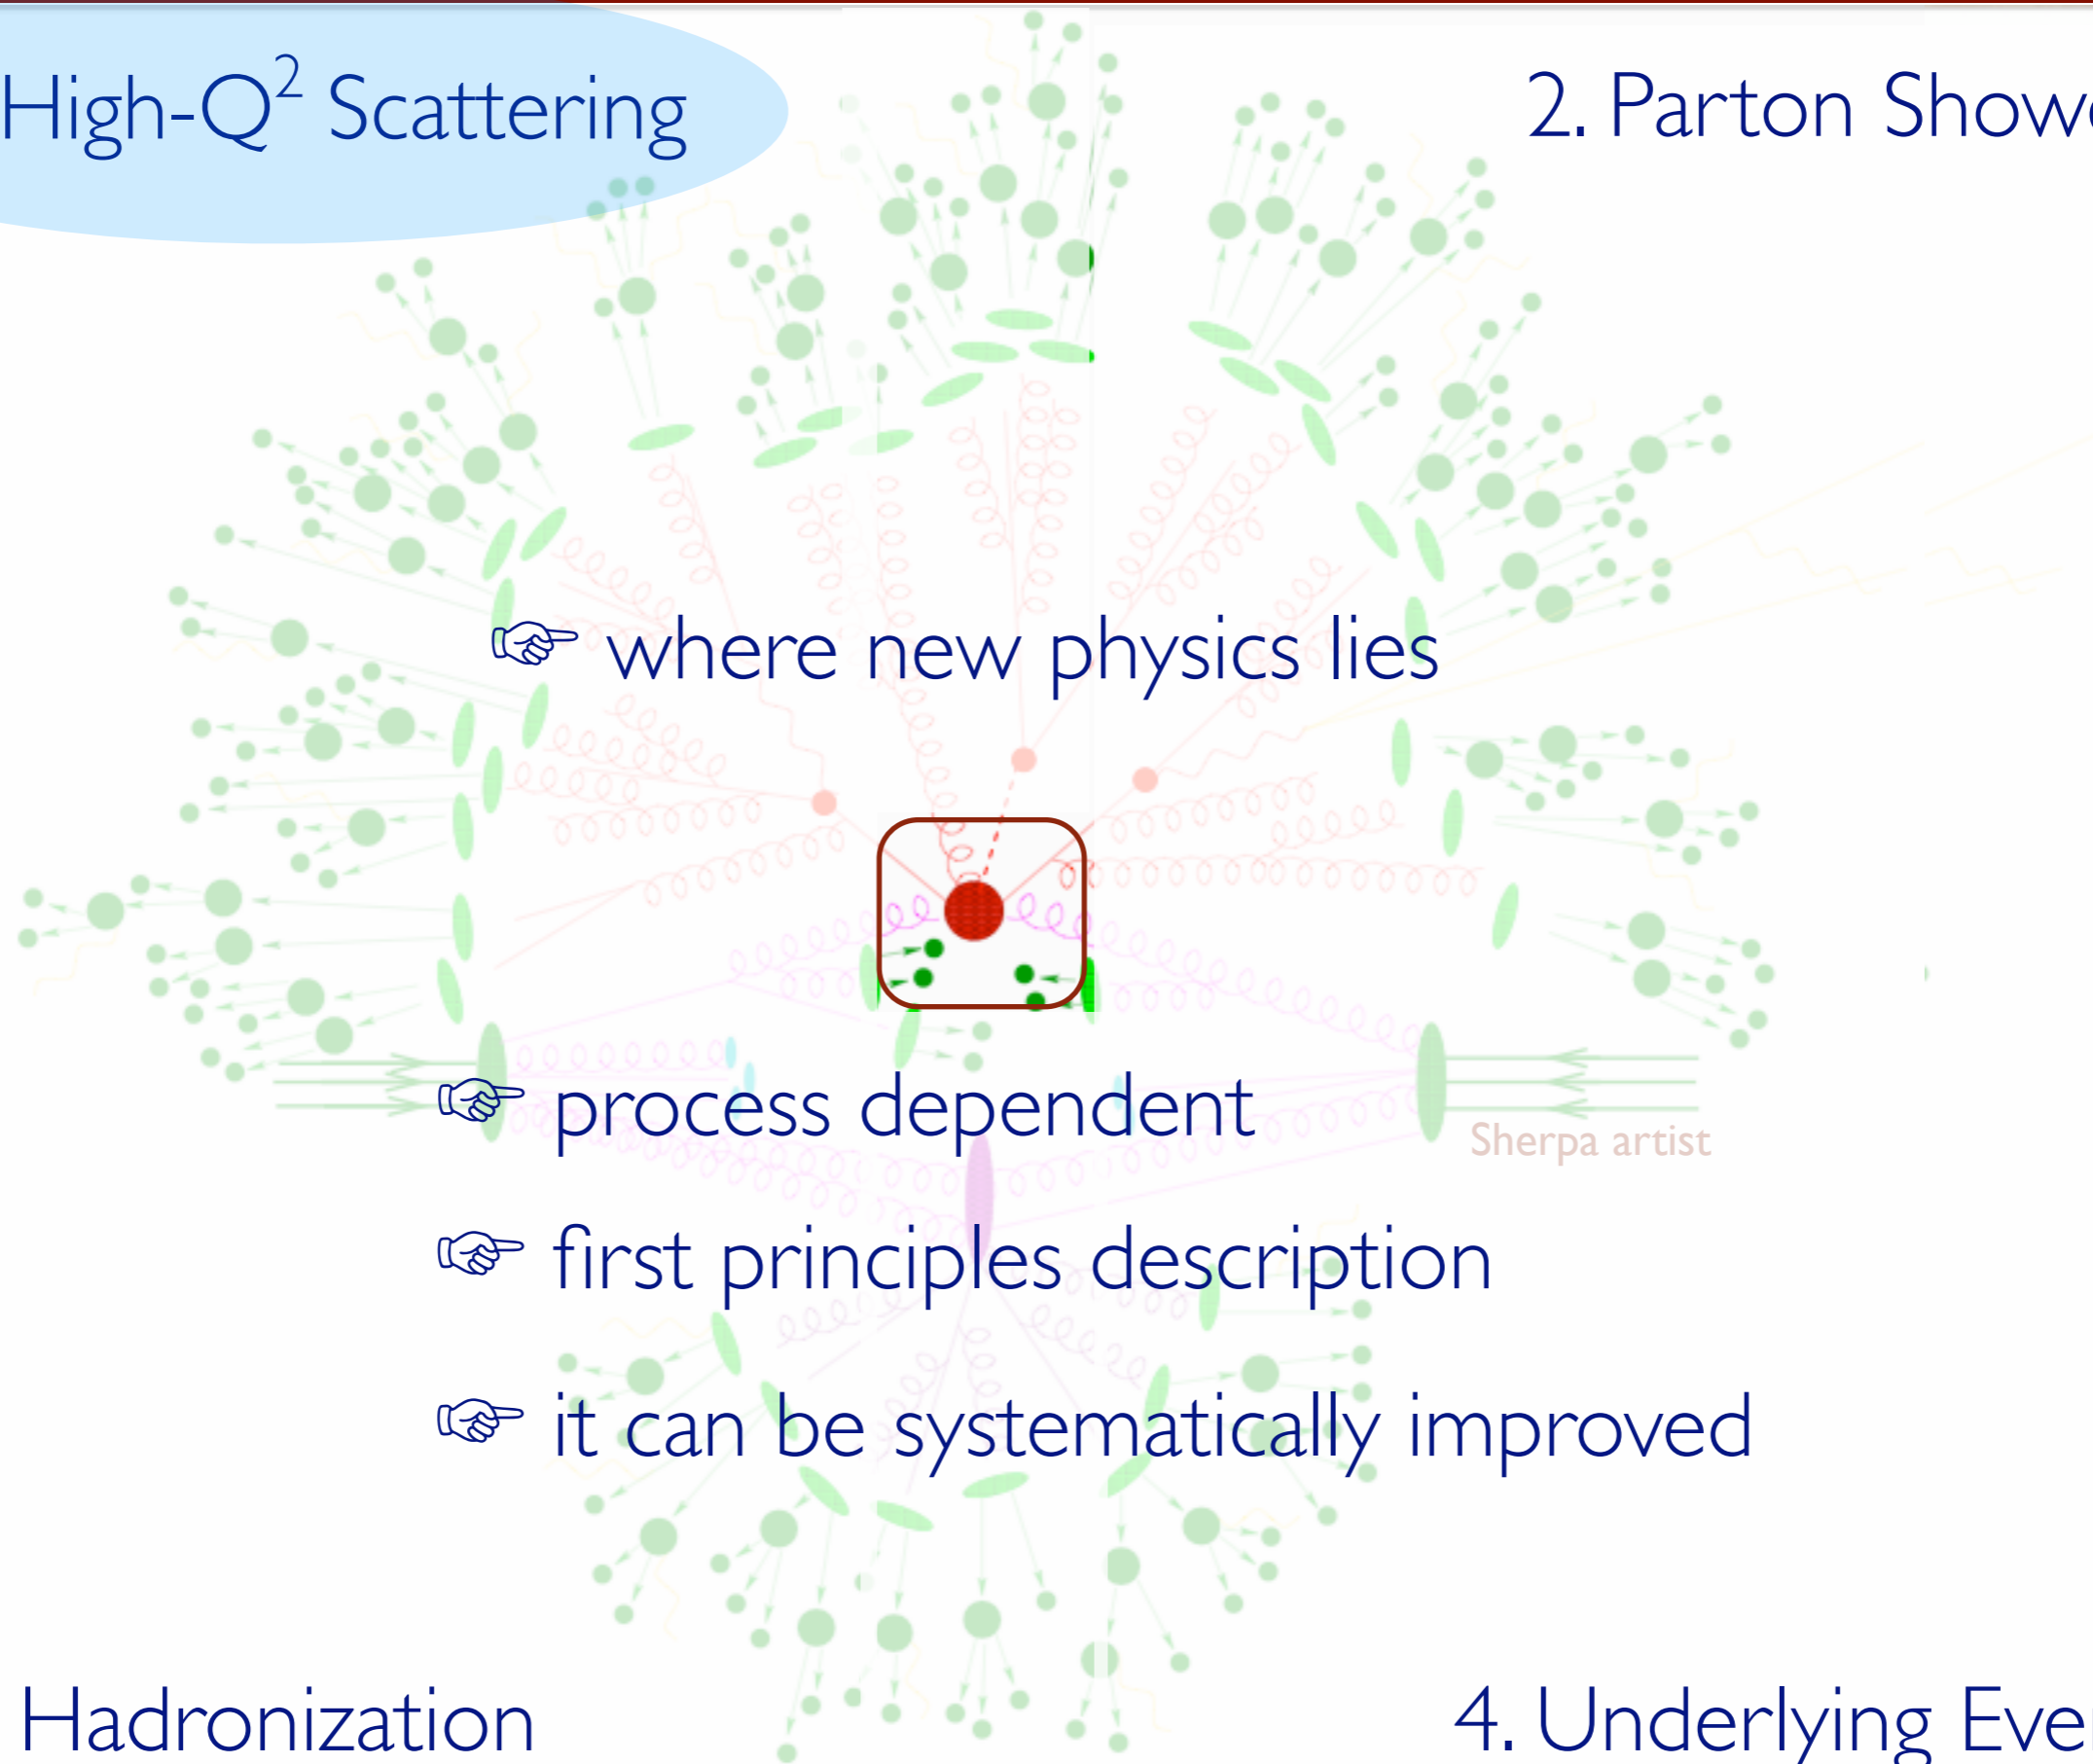 High-Q² Scattering
2. Parton Showe
☞ where new physics lies
☞ process dependent
Sherpa artist
☞ first principles description
☞ it can be systematically improved
Hadronization
4. Underlying Eve